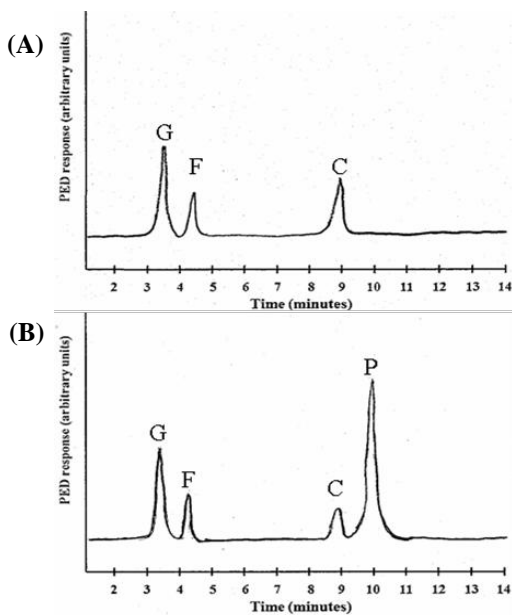 (A)
PED response (arbitrary units)
G
F
C
2 3 4 5 6 7 8 9 10 11 12 13 14
Time (minutes)
(B)
PED response (arbitrary units)
G
F
C
P
2 3 4 5 6 7 8 9 10 11 12 13 14
Time (minutes)